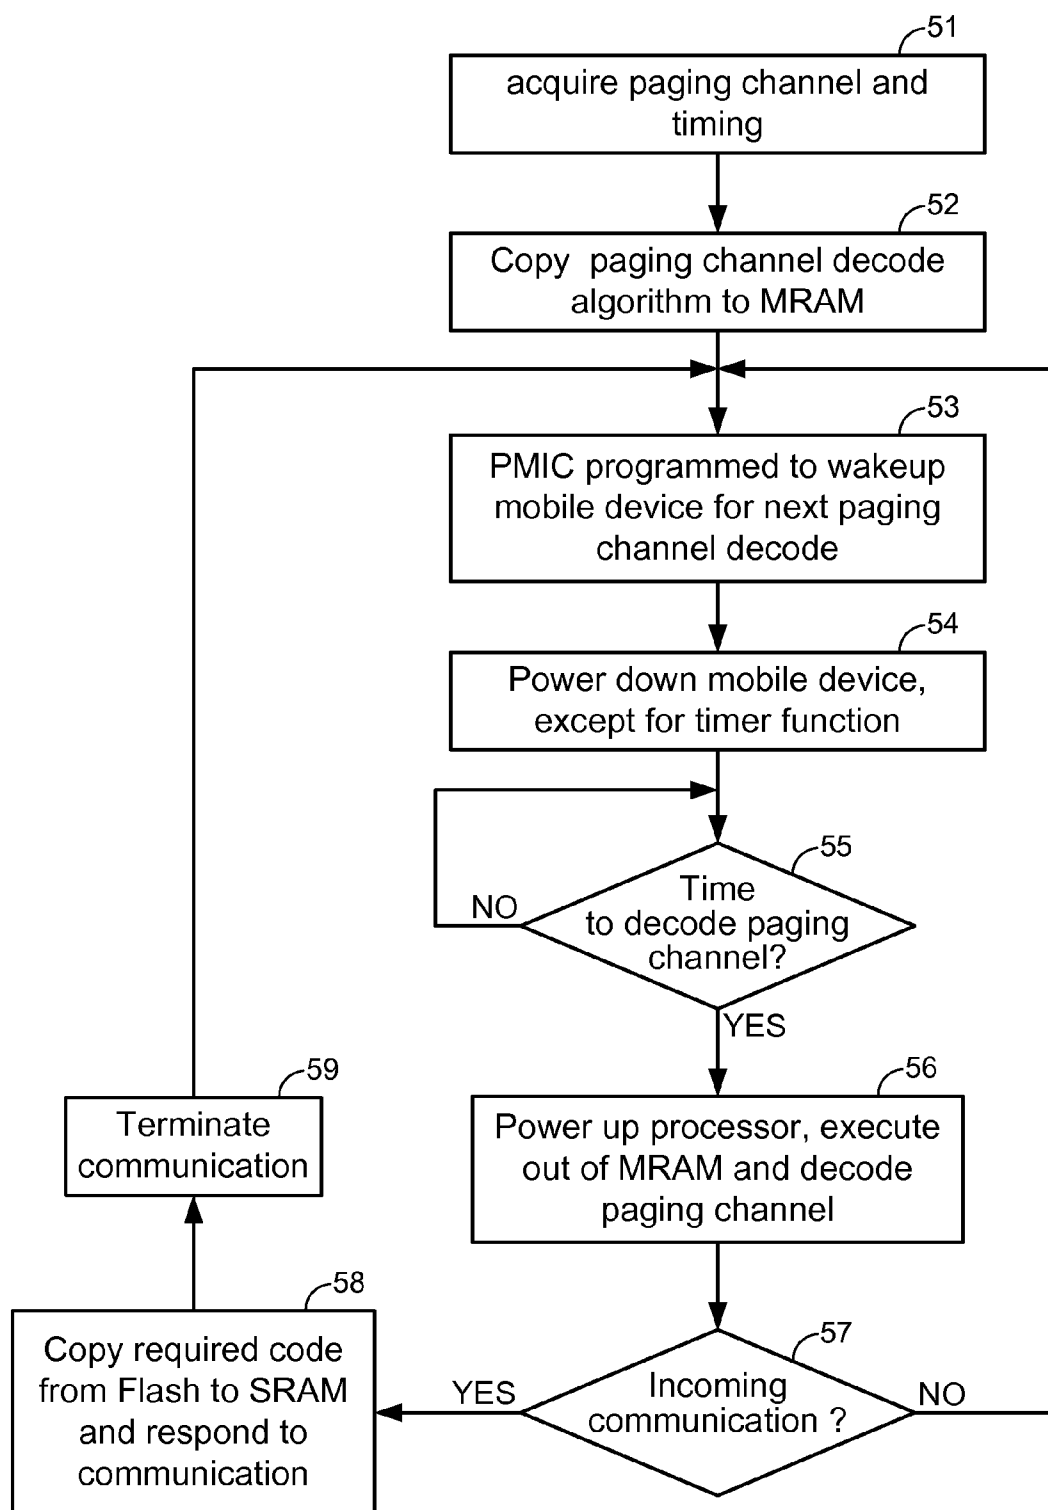 51
acquire paging channel and
timing
52
Copy paging channel decode
algorithm to MRAM
53
PMIC programmed to wakeup
mobile device for next paging
channel decode
54
Power down mobile device,
except for timer function
55
Time
to decode paging
channel?
NO
YES
56
Power up processor, execute
out of MRAM and decode
paging channel
57
Incoming
communication ?
YES
NO
58
Copy required code
from Flash to SRAM
and respond to
communication
59
Terminate
communication